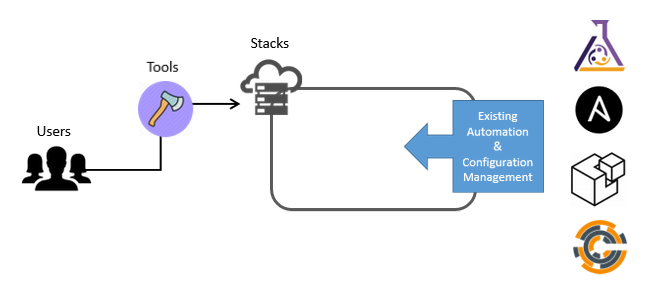 Stacks
Tools
Users
Existing
Automation
&
Configuration
Management